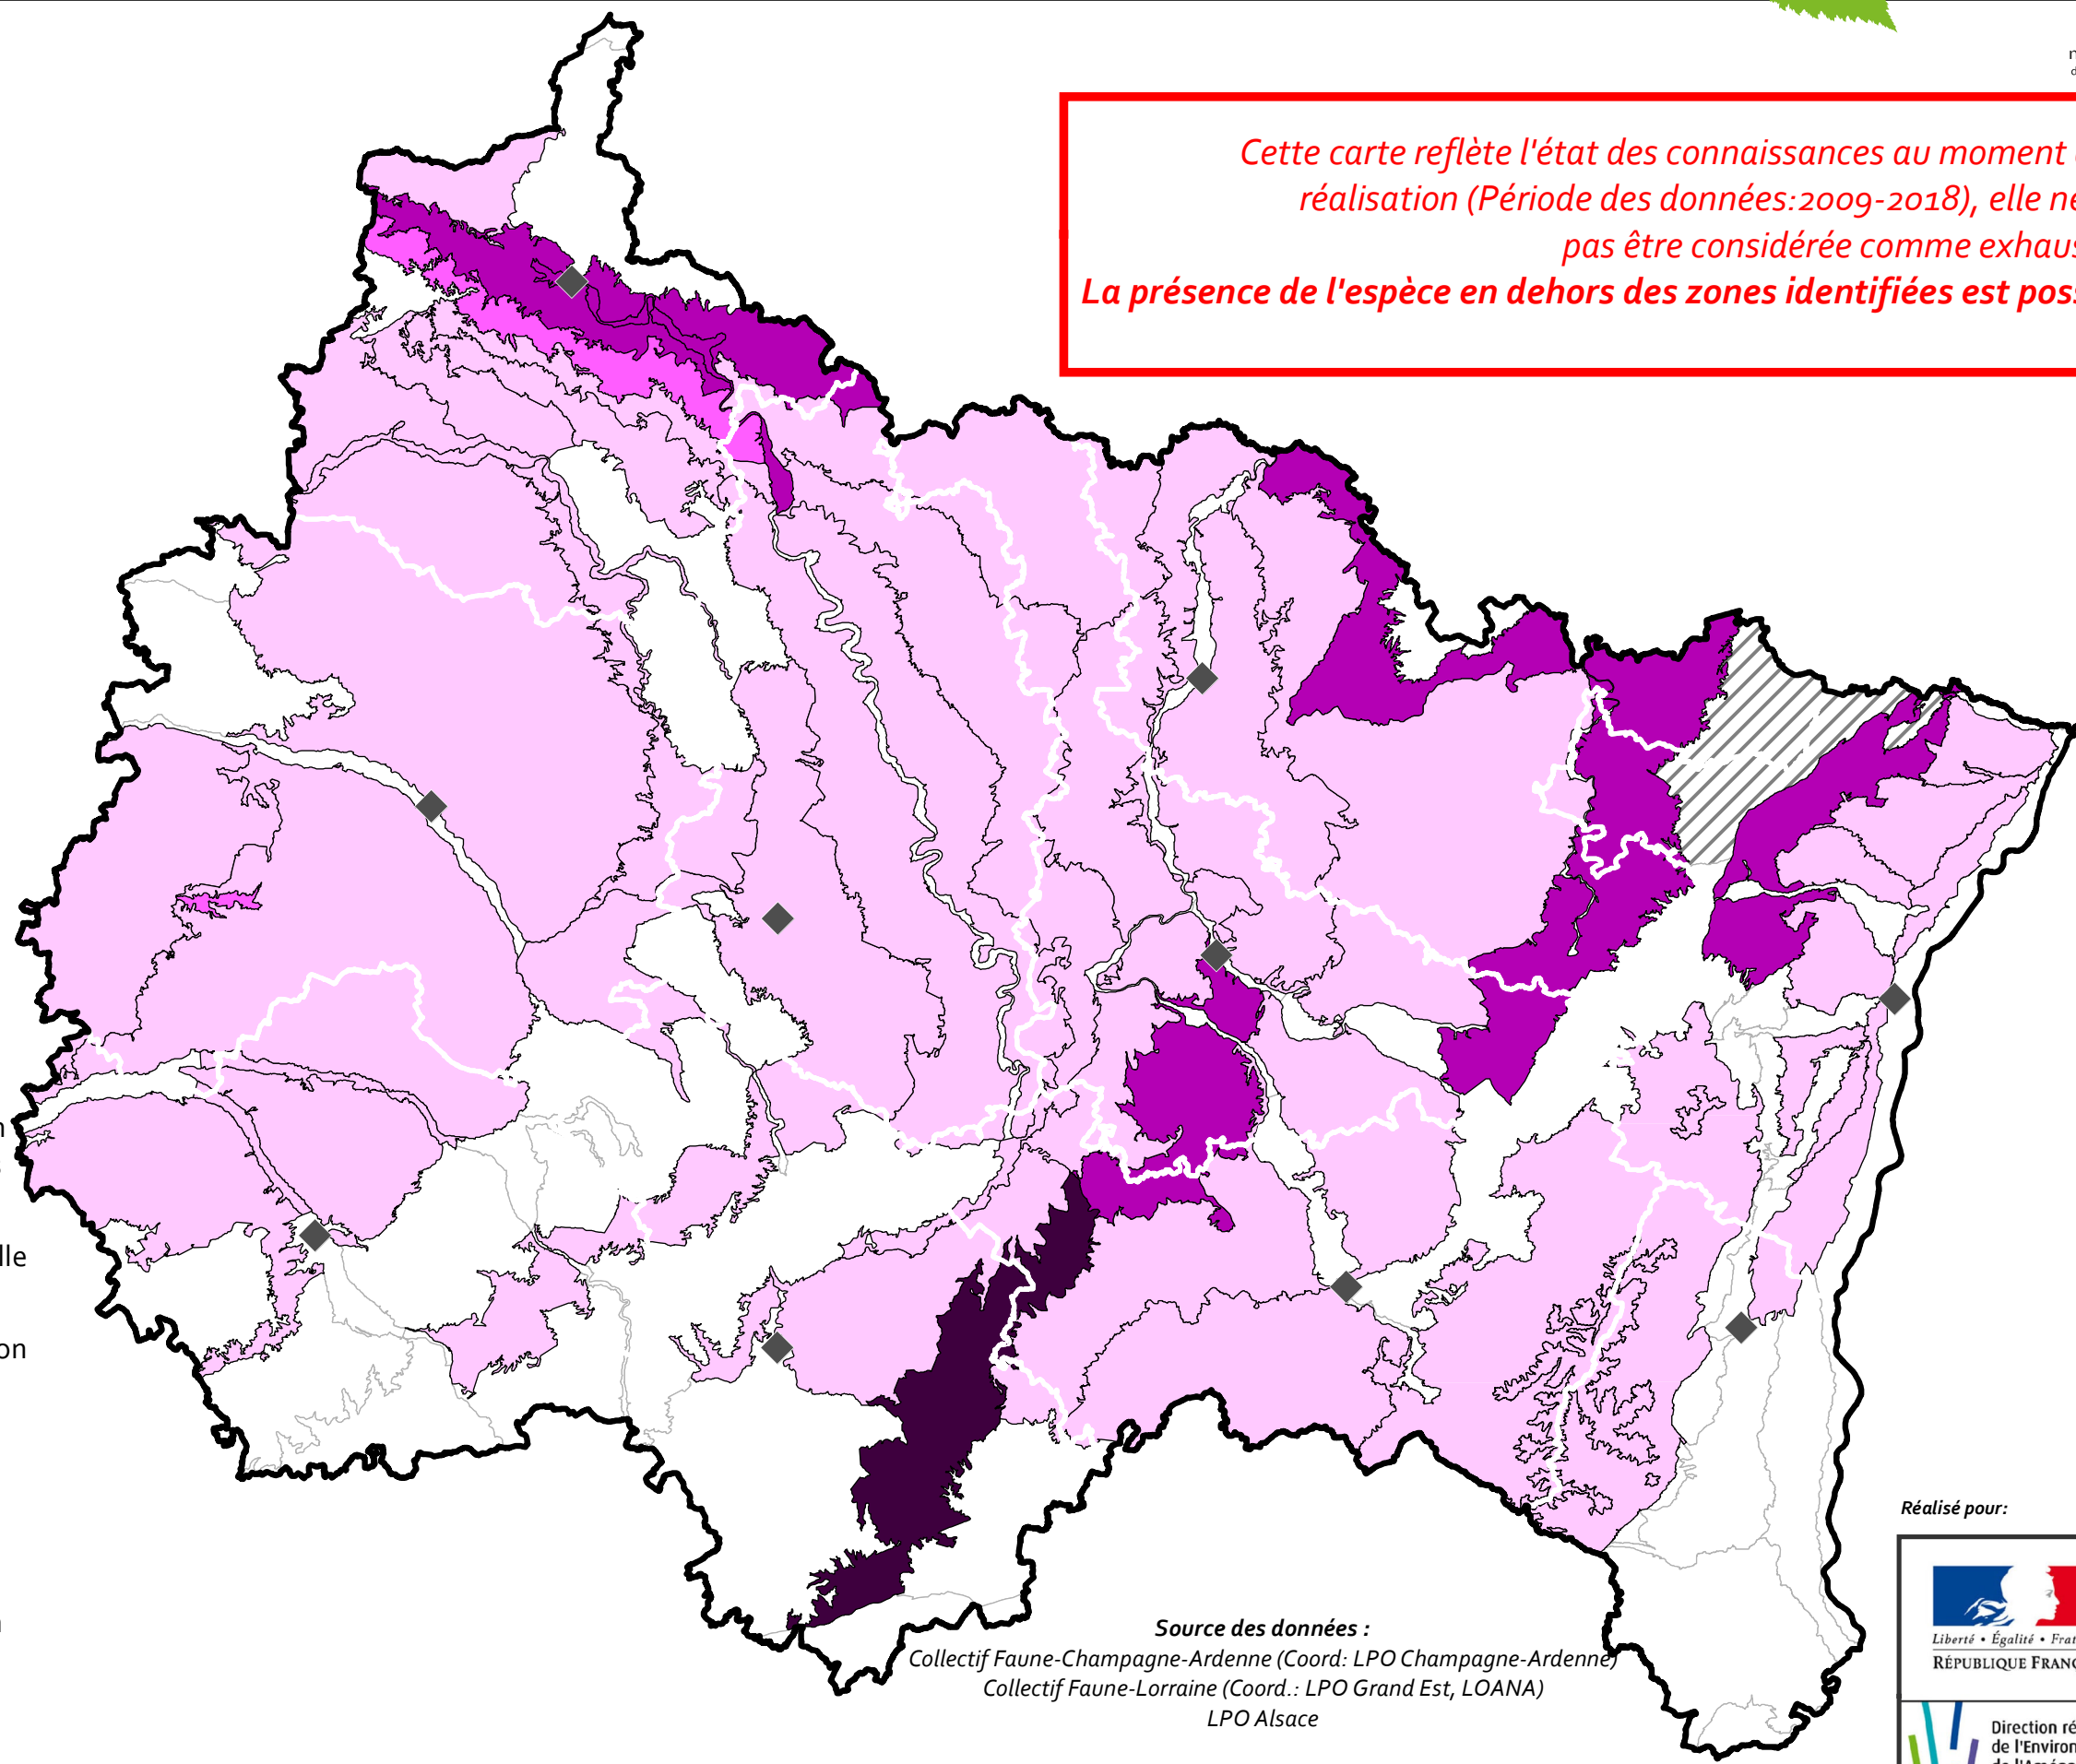 Cette carte reflète l'état des connaissances au moment
réalisation (Période des données:2009-2018), elle ne
pas être considérée comme exhaus
La présence de l'espèce en dehors des zones identifiées est poss
lle
on
Réalisé pour:
Source des données :
Collectif Faune-Champagne-Ardenne (Coord: LPO Champagne-Ardenne)
Collectif Faune-Lorraine (Coord.: LPO Grand Est, LOANA)
LPO Alsace
Liberté • Égalité • Frat
RÉPUBLIQUE FRANÇ
Direction ré
de l'Environ